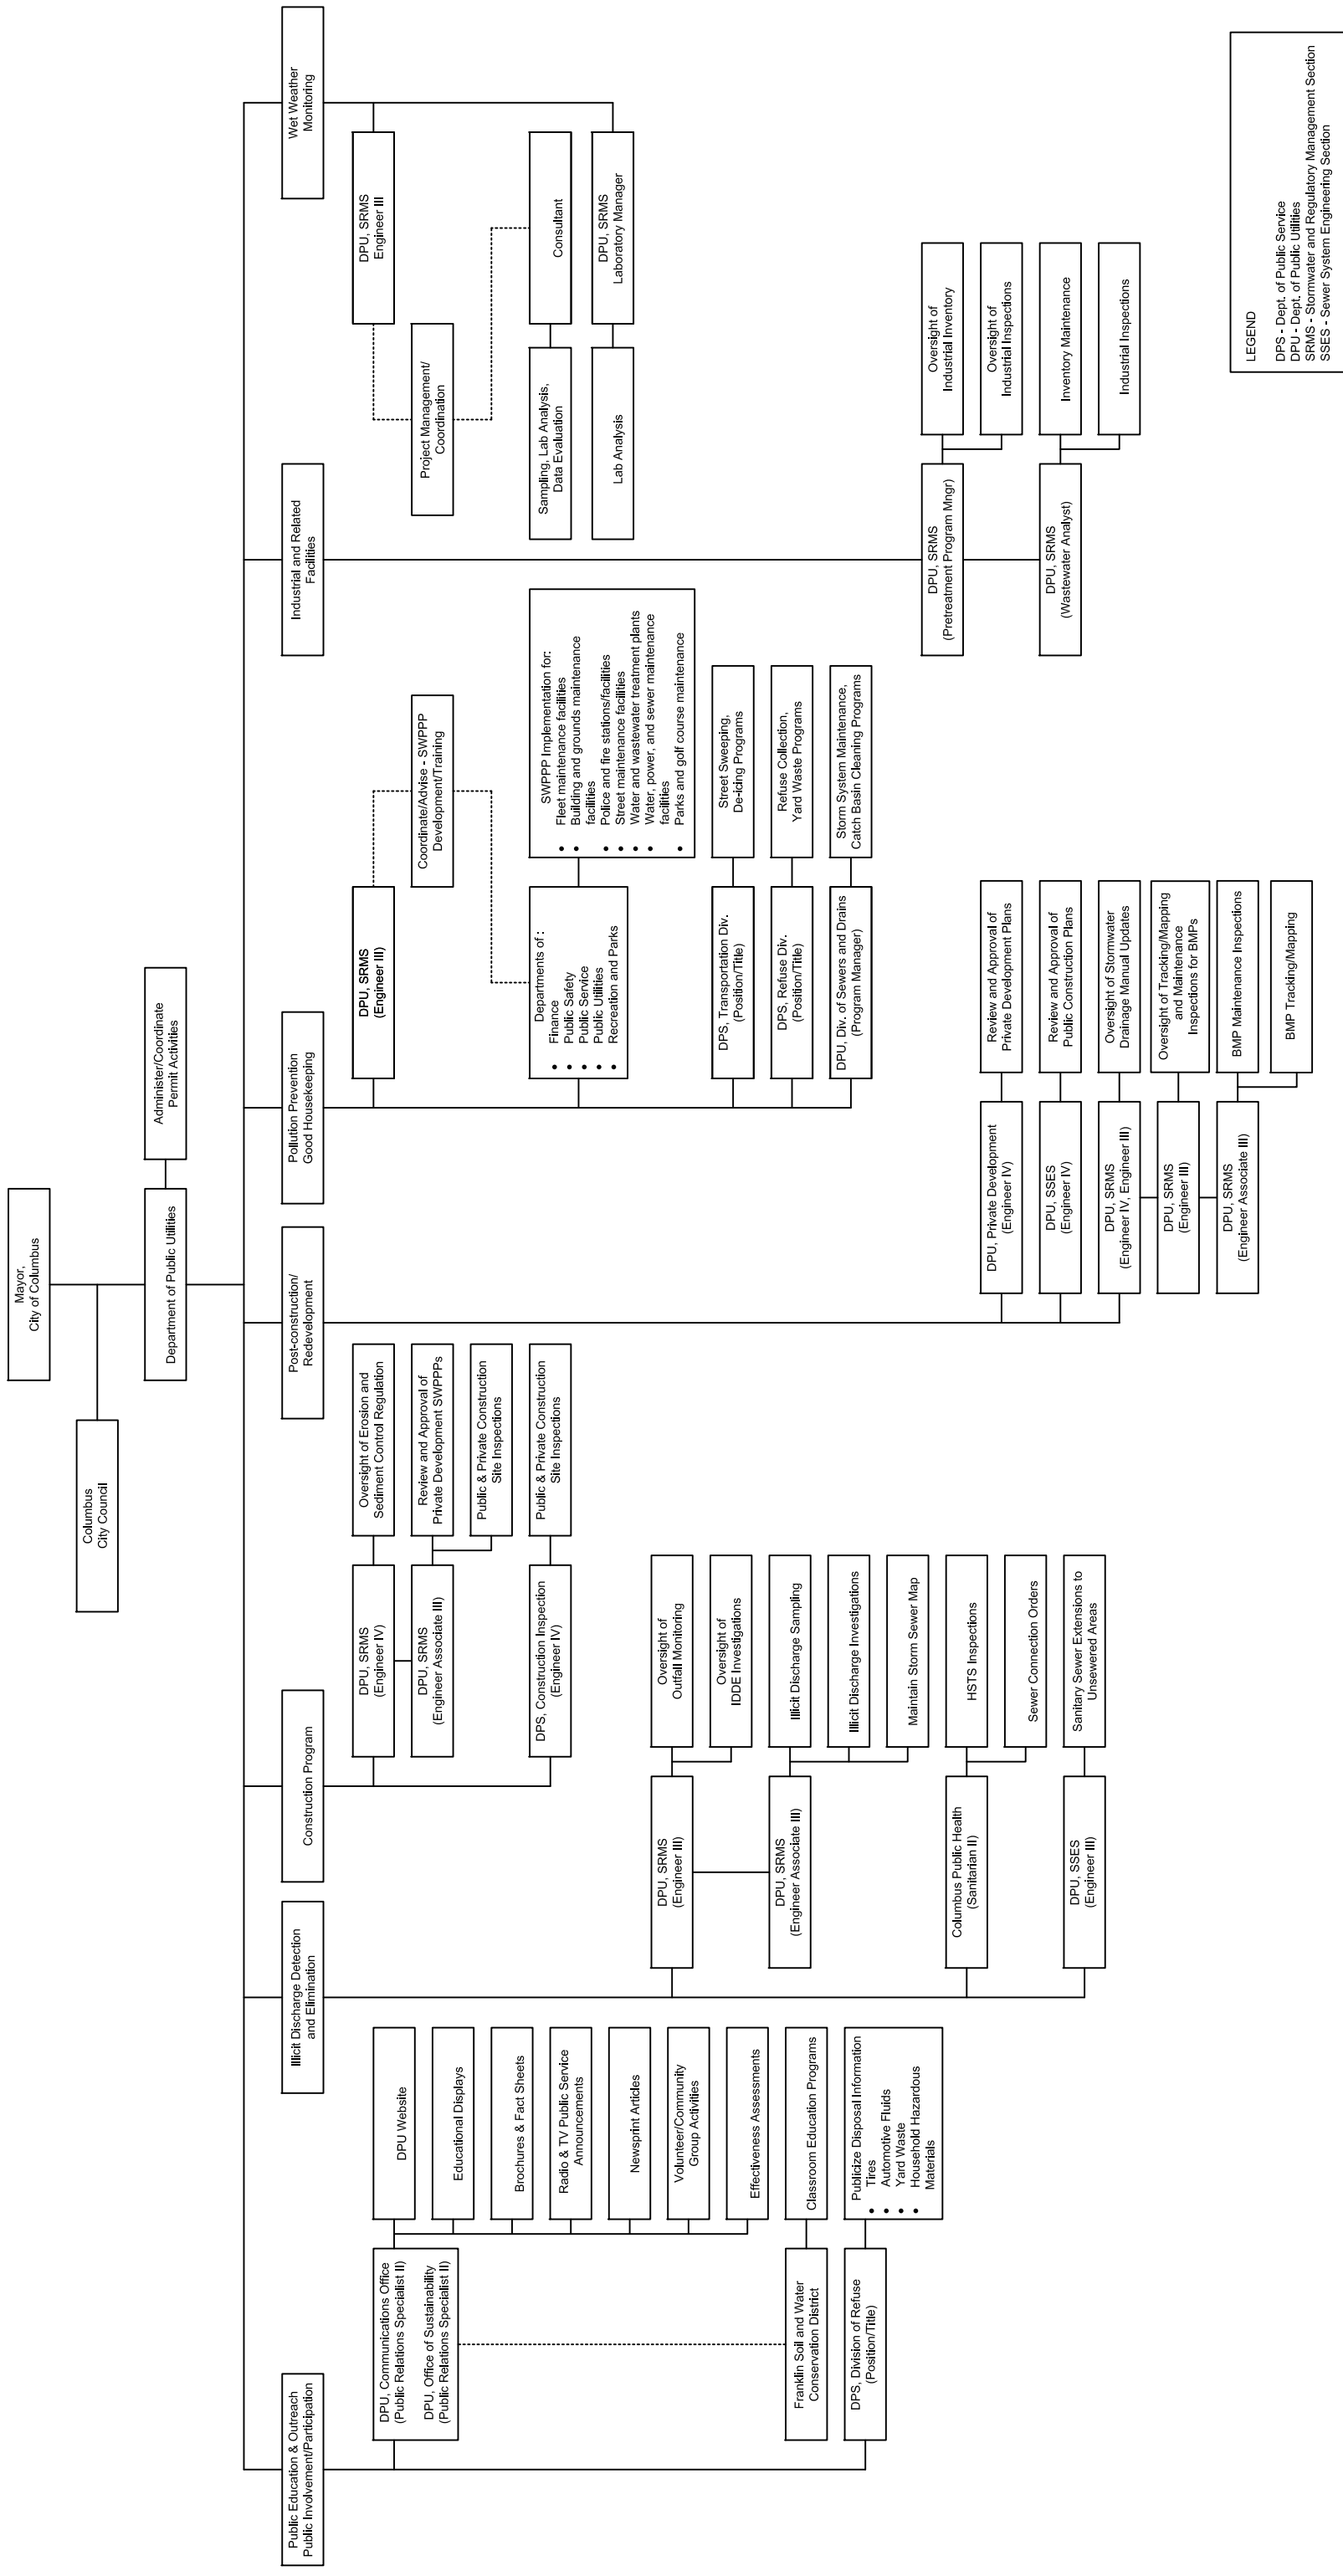 Mayor,
City of Columbus
Columbus
City Council
Department of Public Utilities
Administer/Coordinate
Permit Activities
Public Education & Outreach
Public Involvement/Participation
DPU, Communications Office
(Public Relations Specialist II)
DPU, Office of Sustainability
(Public Relations Specialist II)
DPU Website
Educational Displays
Brochures & Fact Sheets
Radio & TV Public Service
Announcements
Newsprint Articles
Volunteer/Community
Group Activities
Effectiveness Assessments
Franklin Soil and Water
Conservation District
Classroom Education Programs
DPS, Division of Refuse
(Position/Title)
Publicize Disposal Information
• Tires
• Automotive Fluids
• Yard Waste
• Household Hazardous
Materials
Illicit Discharge Detection
and Elimination
DPU, SRMS
(Engineer III)
Oversight of
Outfall Monitoring
Oversight of
IDDE Investigations
DPU, SRMS
(Engineer Associate III)
Illicit Discharge Sampling
Illicit Discharge Investigations
Maintain Storm Sewer Map
Columbus Public Health
(Sanitarian II)
HSTS Inspections
Sewer Connection Orders
DPU, SSES
(Engineer III)
Sanitary Sewer Extensions to
Unsewered Areas
Construction Program
DPU, SRMS
(Engineer IV)
Oversight of Erosion and
Sediment Control Regulation
DPU, SRMS
(Engineer Associate III)
Review and Approval of
Private Development SWPPPs
Public & Private Construction
Site Inspections
DPS, Construction Inspection
(Engineer IV)
Public & Private Construction
Site Inspections
Post-construction/
Redevelopment
DPU, Private Development
(Engineer IV)
Review and Approval of
Private Development Plans
DPU, SSES
(Engineer IV)
Review and Approval of
Public Construction Plans
DPU, SRMS
(Engineer IV, Engineer III)
Oversight of Stormwater
Drainage Manual Updates
DPU, SRMS
(Engineer III)
Oversight of Tracking/Mapping
and Maintenance
Inspections for BMPs
DPU, SRMS
(Engineer Associate III)
BMP Maintenance Inspections
BMP Tracking/Mapping
Pollution Prevention
Good Housekeeping
DPU, SRMS
(Engineer III)
Coordinate/Advise - SWPPP
Development/Training
Departments of :
• Finance
• Public Safety
• Public Service
• Public Utilities
• Recreation and Parks
SWPPP Implementation for:
• Fleet maintenance facilities
• Building and grounds maintenance
facilities
• Police and fire stations/facilities
• Street maintenance facilities
• Water and wastewater treatment plants
• Water, power, and sewer maintenance
facilities
• Parks and golf course maintenance
DPS, Transportation Div.
(Position/Title)
Street Sweeping,
De-icing Programs
DPS, Refuse Div.
(Position/Title)
Refuse Collection,
Yard Waste Programs
DPU, Div. of Sewers and Drains
(Program Manager)
Storm System Maintenance,
Catch Basin Cleaning Programs
Industrial and Related
Facilities
DPU, SRMS
(Pretreatment Program Mngr)
Oversight of
Industrial Inventory
Oversight of
Industrial Inspections
DPU, SRMS
(Wastewater Analyst)
Inventory Maintenance
Industrial Inspections
Wet Weather
Monitoring
DPU, SRMS
Engineer III
Project Management/
Coordination
Consultant
Sampling, Lab Analysis,
Data Evaluation
DPU, SRMS
Laboratory Manager
Lab Analysis
LEGEND
DPS - Dept. of Public Service
DPU - Dept. of Public Utilities
SRMS - Stormwater and Regulatory Management Section
SSES - Sewer System Engineering Section